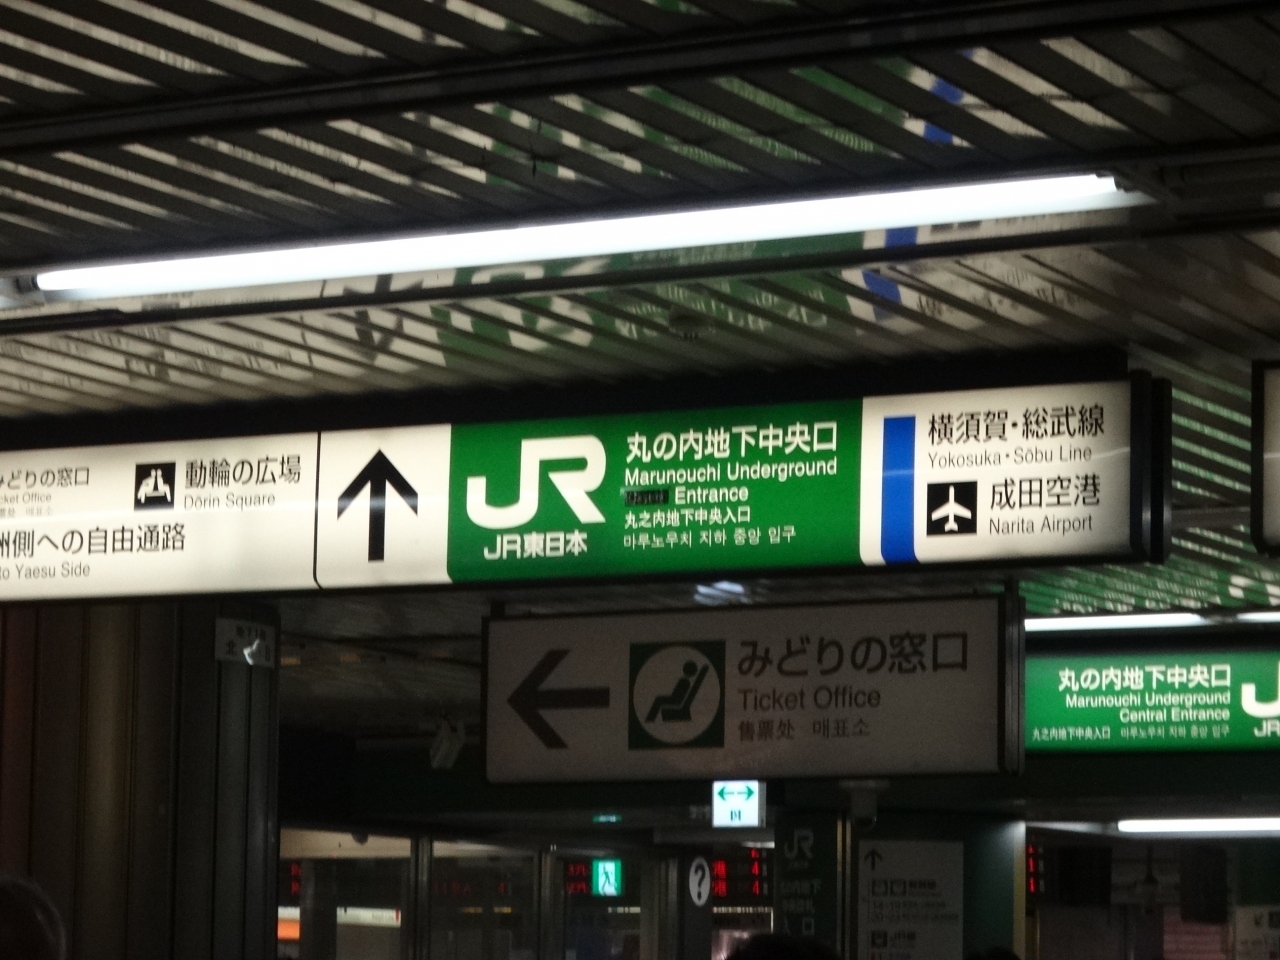 みどりの窓口
動輪の広場
Dōrin Square
側への自由通路
to Yaesu Side
JR
JR東日本
丸の内地下中央口
Marunouchi Underground
Entrance
丸之内地下中央入口
마루노우치 지하 중앙 입구
横須賀・総武線
Yokosuka・Sōbu Line
成田空港
Narita Airport
みどりの窓口
Ticket Office
售票处 매표소
丸の内地下中央口
Marunouchi Underground
Central Entrance
丸之内地下中央入口 마루노우치 지하 중앙 입구